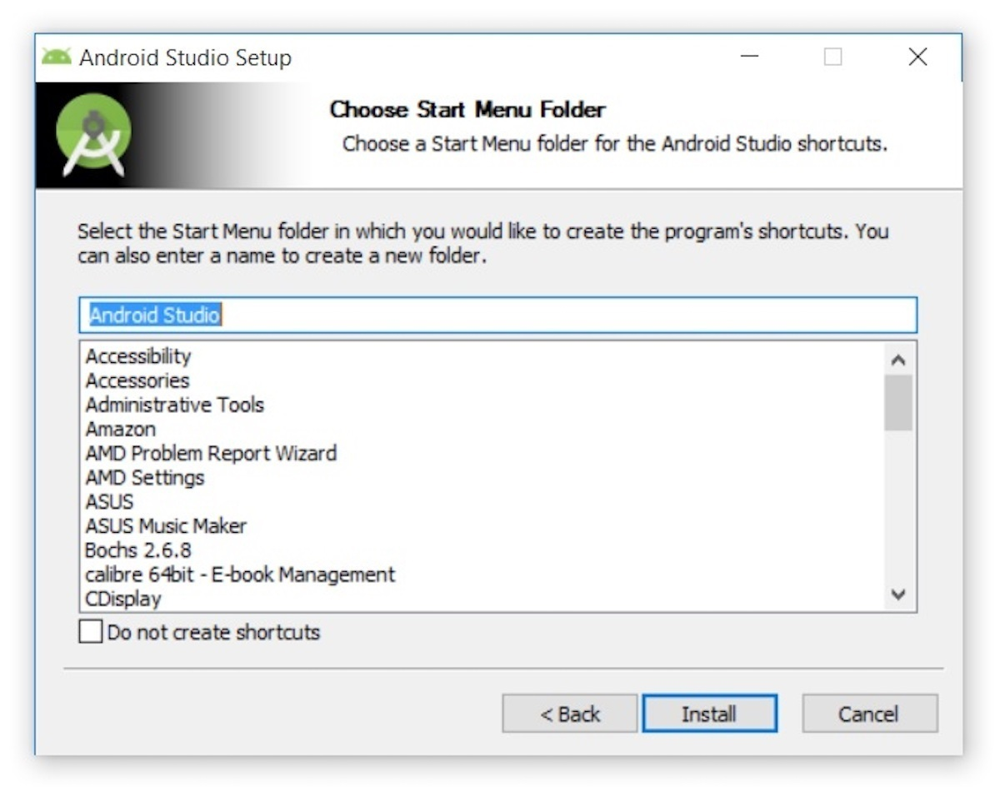 Android Studio Setup
Choose Start Menu Folder
Choose a Start Menu folder for the Android Studio shortcuts.
Select the Start Menu folder in which you would like to create the program's shortcuts. You
can also enter a name to create a new folder.
Android Studio
Accessibility
Accessories
Administrative Tools
Amazon
AMD Problem Report Wizard
AMD Settings
ASUS
ASUS Music Maker
Bochs 2.6.8
calibre 64bit - E-book Management
CDisplay
Do not create shortcuts
< Back Install Cancel